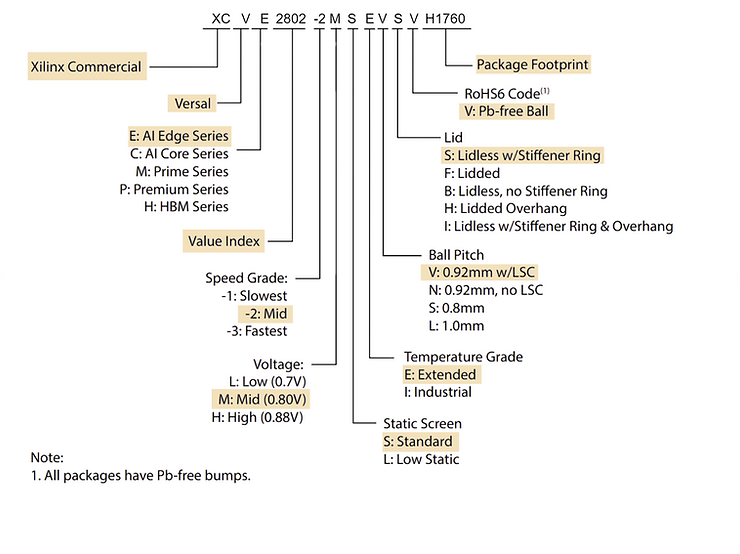 XC V E 2802 -2 M S E V S V H1760
Xilinx Commercial
Package Footprint
Versal
RoHS6 Code(1)
V: Pb-free Ball
E: AI Edge Series
C: AI Core Series
M: Prime Series
P: Premium Series
H: HBM Series
Lid
S: Lidless w/Stiffener Ring
F: Lidded
B: Lidless, no Stiffener Ring
H: Lidded Overhang
I: Lidless w/Stiffener Ring & Overhang
Value Index
Ball Pitch
V: 0.92mm w/LSC
N: 0.92mm, no LSC
S: 0.8mm
L: 1.0mm
Speed Grade:
-1: Slowest
-2: Mid
-3: Fastest
Temperature Grade
E: Extended
I: Industrial
Voltage:
L: Low (0.7V)
M: Mid (0.80V)
H: High (0.88V)
Static Screen
S: Standard
L: Low Static
Note:
1. All packages have Pb-free bumps.